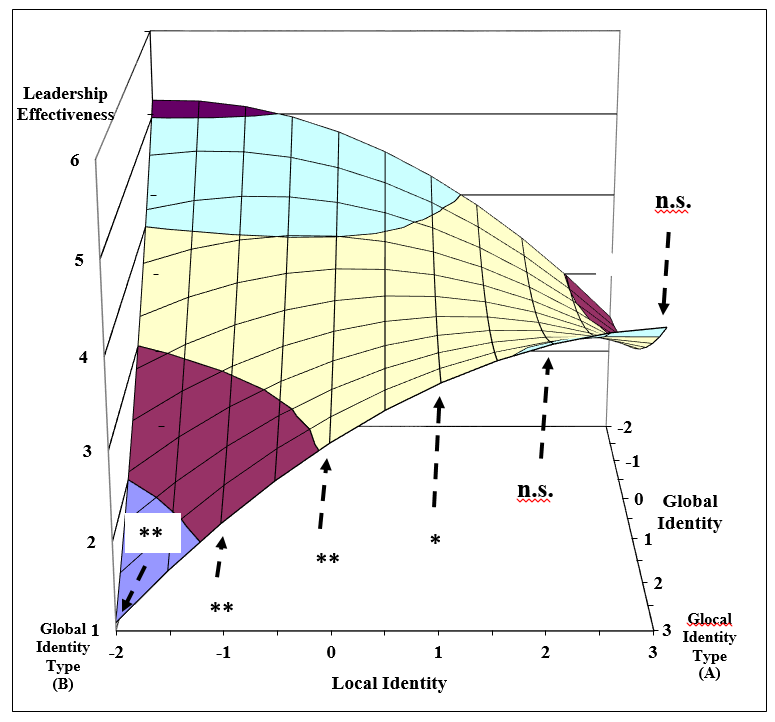 Leadership
Effectiveness
6
n.s.
5
4
-2
3
-1
n.s.
0
Global
Identity
**
2
*
1
**
2
**
Global
Identity
Type
(B)
1
3
Glocal
Identity
Type
(A)
-2
-1
0
1
2
3
Local Identity